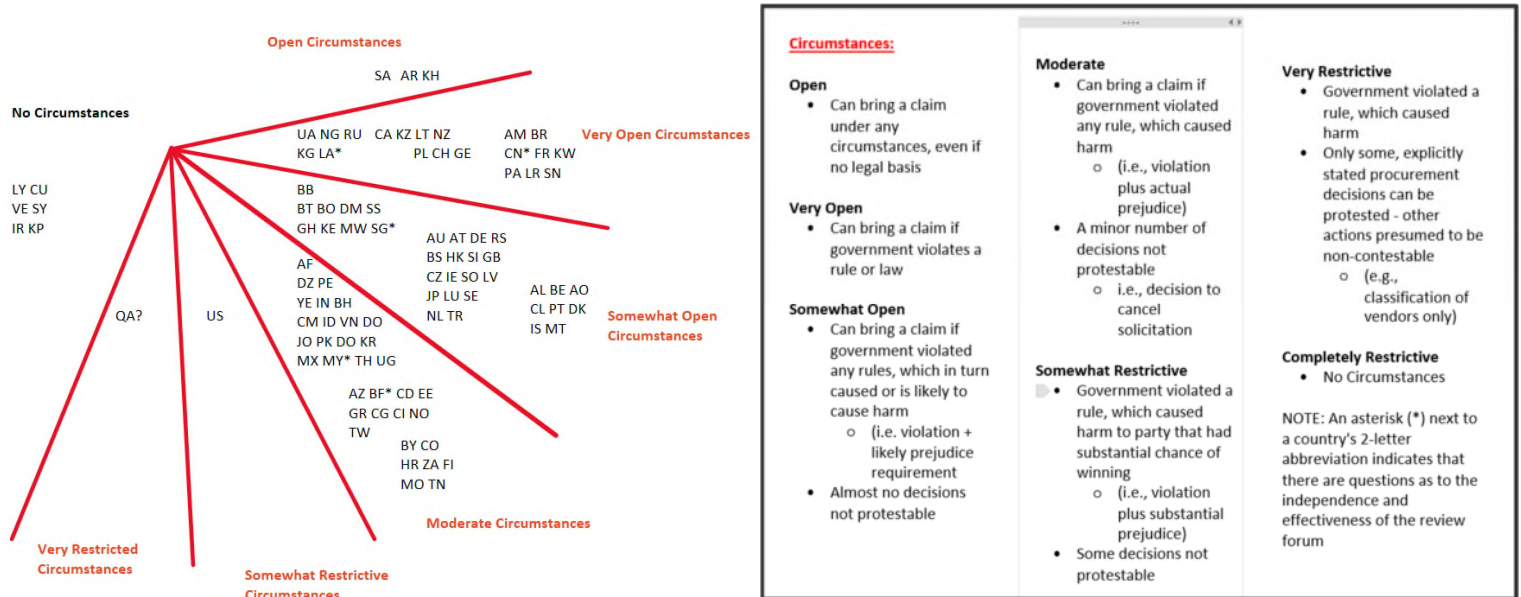 Open Circumstances
SA AR KH
No Circumstances
UA NG RU CA KZ LT NZ AM BR Very Open Circumstances
KG LA* PL CH GE CN* FR KW
PA LR SN
LY CU
VE SY
IR KP
BB
BT BO DM SS
GH KE MW SG*
AU AT DE RS
BS HK SI GB
CZ IE SO LV
JP LU SE
NL TR
AL BE AO
CL PT DK
IS MT
Somewhat Open
Circumstances
AF
DZ PE
YE IN BH
CM ID VN DO
JO PK DO KR
MX MY* TH UG
QA?
US
AZ BF* CD EE
GR CG CI NO
TW
BY CO
HR ZA FI
MO TN
Moderate Circumstances
Very Restricted
Circumstances
Somewhat Restrictive
Circumstances
Circumstances:
Open
• Can bring a claim
under any
circumstances, even if
no legal basis
Very Open
• Can bring a claim if
government violates a
rule or law
Somewhat Open
• Can bring a claim if
government violated
any rules, which in turn
caused or is likely to
cause harm
o (i.e. violation +
likely prejudice
requirement
• Almost no decisions
not protestable
Moderate
• Can bring a claim if
government violated
any rule, which caused
harm
o (i.e., violation
plus actual
prejudice)
• A minor number of
decisions not
protestable
o i.e., decision to
cancel
solicitation
Somewhat Restrictive
• Government violated a
rule, which caused
harm to party that had
substantial chance of
winning
o (i.e., violation
plus substantial
prejudice)
• Some decisions not
protestable
Very Restrictive
• Government violated a
rule, which caused
harm
• Only some, explicitly
stated procurement
decisions can be
protested - other
actions presumed to be
non-contestable
o (e.g.,
classification of
vendors only)
Completely Restrictive
• No Circumstances
NOTE: An asterisk (*) next to
a country's 2-letter
abbreviation indicates that
there are questions as to the
independence and
effectiveness of the review
forum